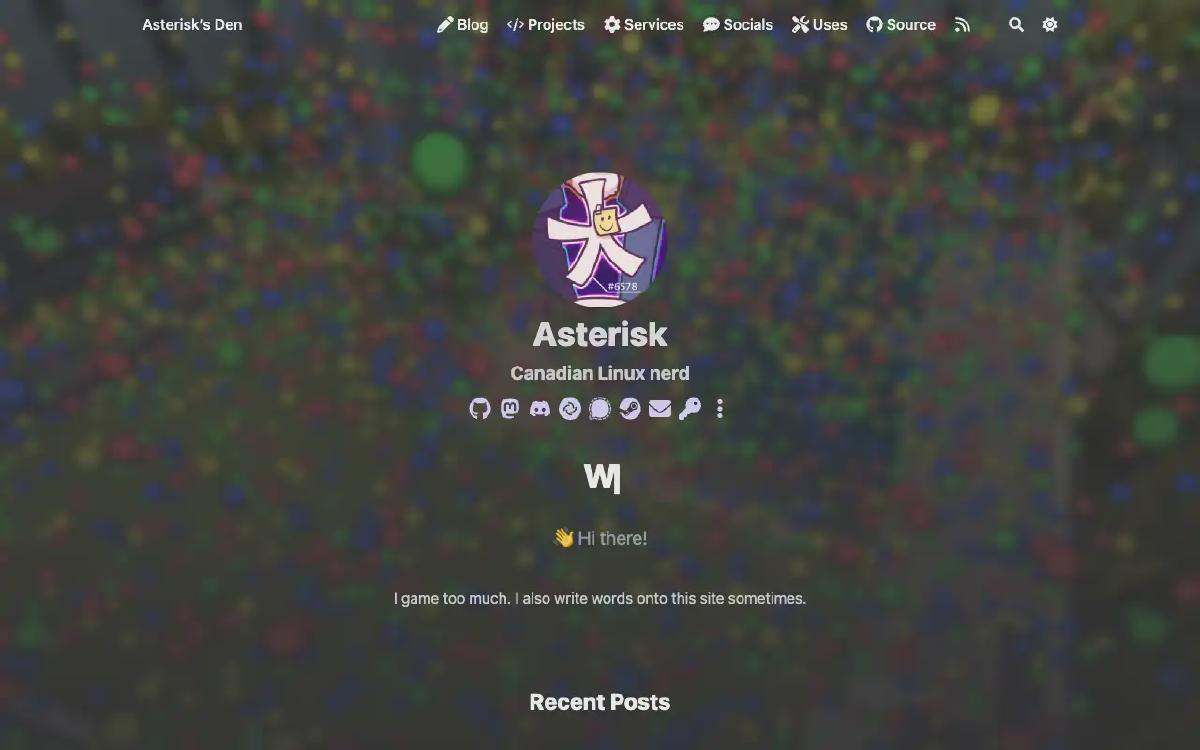 Asterisk's Den
Blog
Projects
Services
Socials
Uses
Source
#6578
Asterisk
Canadian Linux nerd
W
👋 Hi there!
I game too much. I also write words onto this site sometimes.
Recent Posts